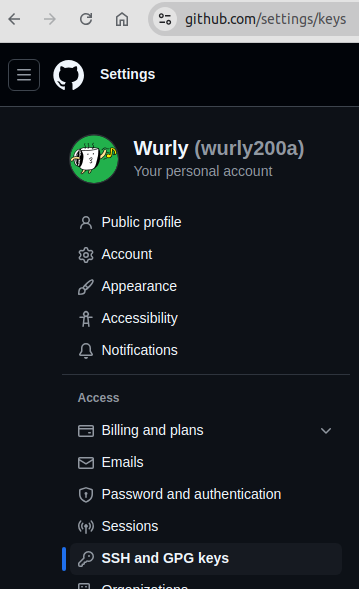 github.com/settings/keys
Settings
Wurly (wurly200a)
Your personal account
Public profile
Account
Appearance
Accessibility
Notifications
Access
Billing and plans
Emails
Password and authentication
Sessions
SSH and GPG keys
Organizations